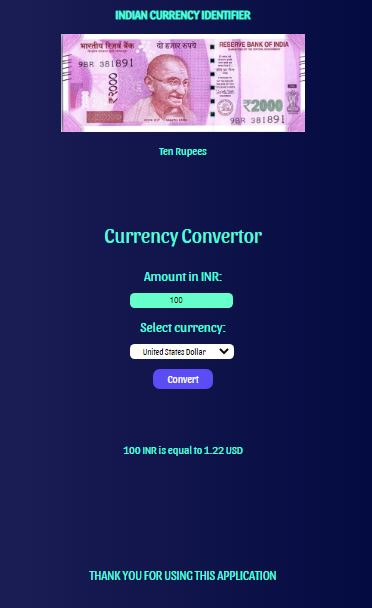 INDIAN CURRENCY IDENTIFIER
भारतीय रिज़र्व बैंक दो हज़ार रुपये RESERVE BANK OF INDIA
9BR 381891
₹2000
₹2000
9BR 381891
Ten Rupees
Currency Convertor
Amount in INR:
100
Select currency:
United States Dollar
Convert
100 INR is equal to 1.22 USD
THANK YOU FOR USING THIS APPLICATION